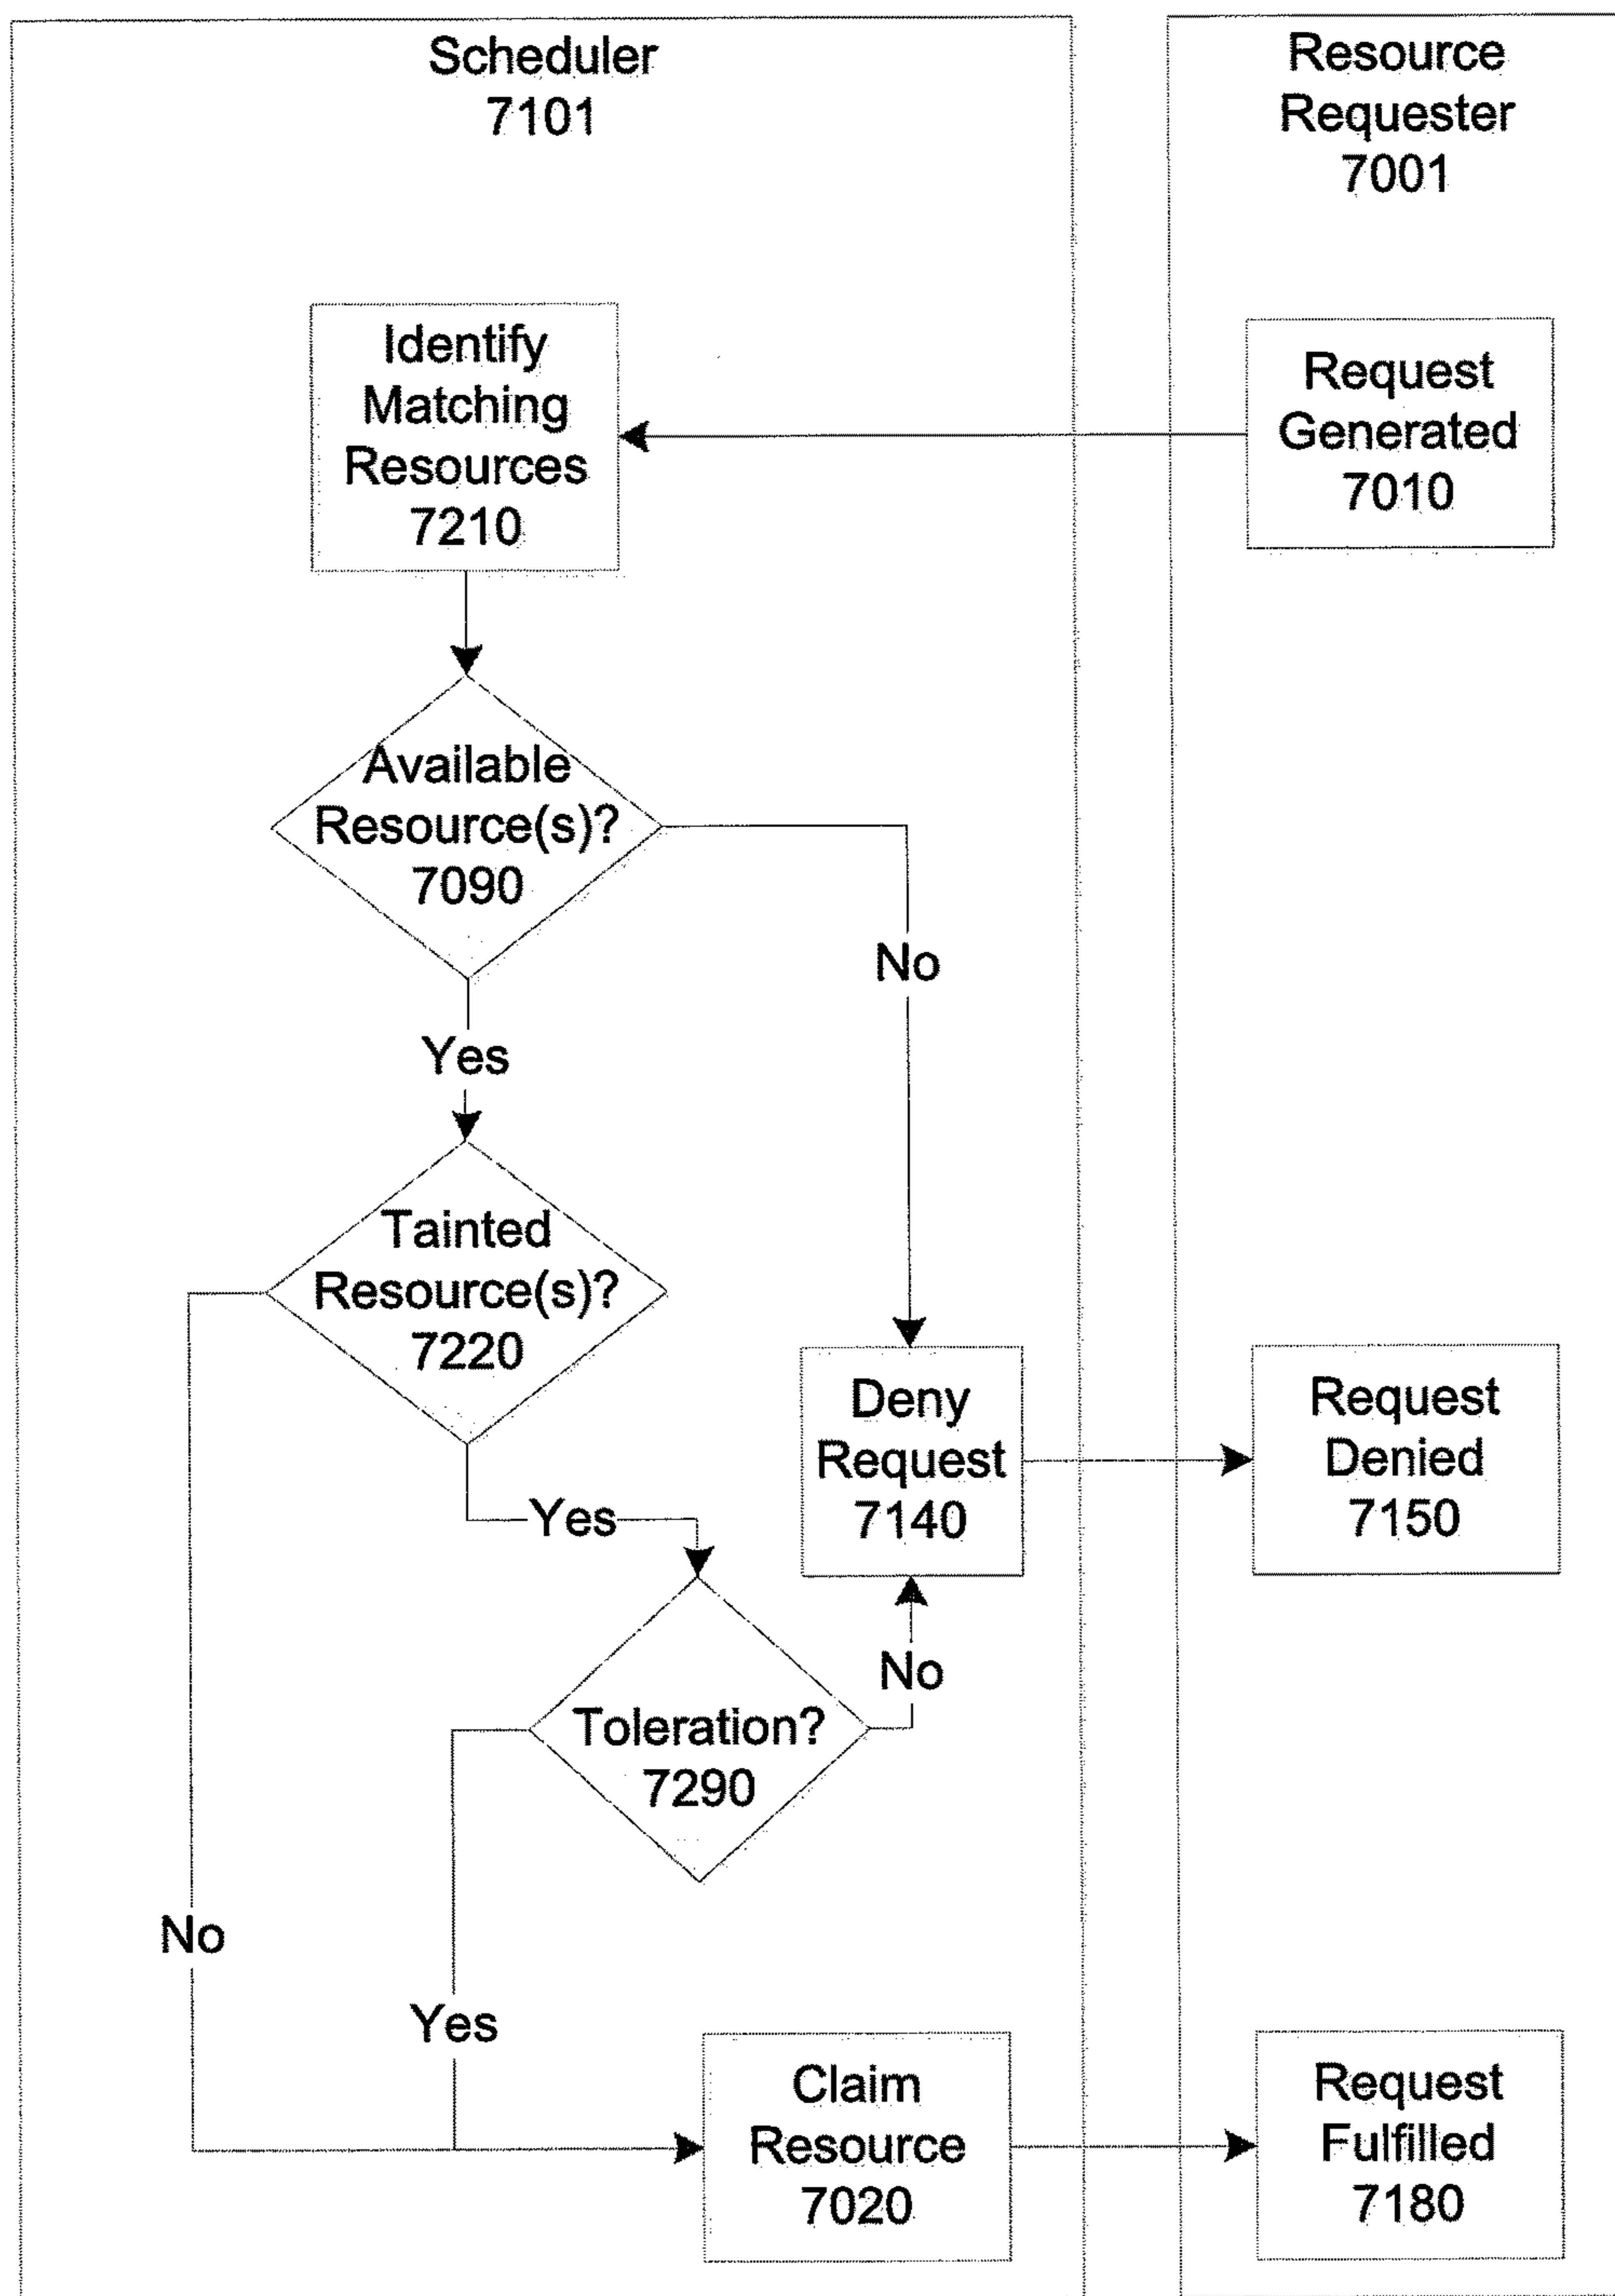 Scheduler
7101
Resource
Requester
7001
Identify
Matching
Resources
7210
Request
Generated
7010
Available
Resource(s)?
7090
No
Yes
Tainted
Resource(s)?
7220
Deny
Request
7140
Request
Denied
7150
Yes
No
Toleration?
7290
No
Yes
Claim
Resource
7020
Request
Fulfilled
7180